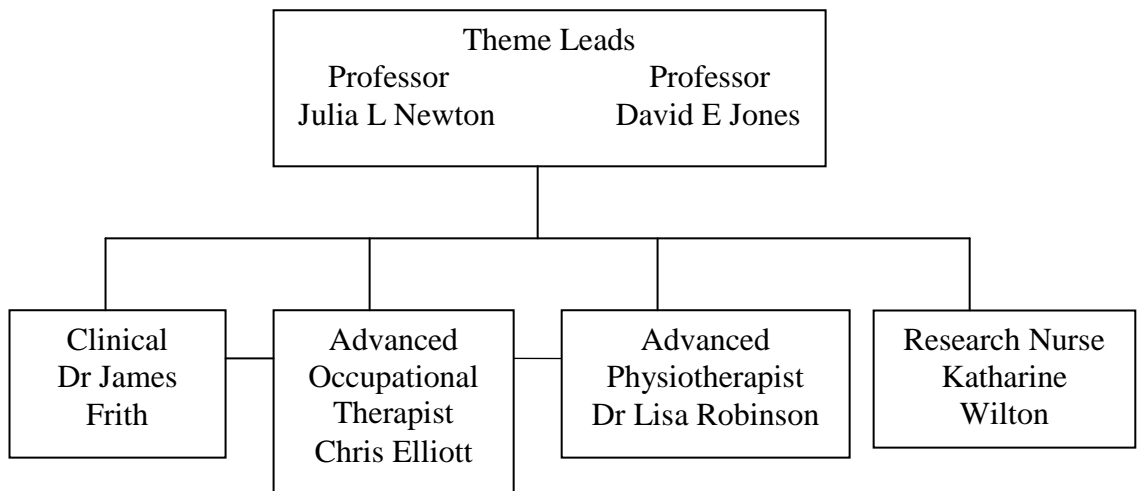 Theme Leads
Professor
Julia L Newton
Professor
David E Jones
Clinical
Dr James
Frith
Advanced
Occupational
Therapist
Chris Elliott
Advanced
Physiotherapist
Dr Lisa Robinson
Research Nurse
Katharine
Wilton